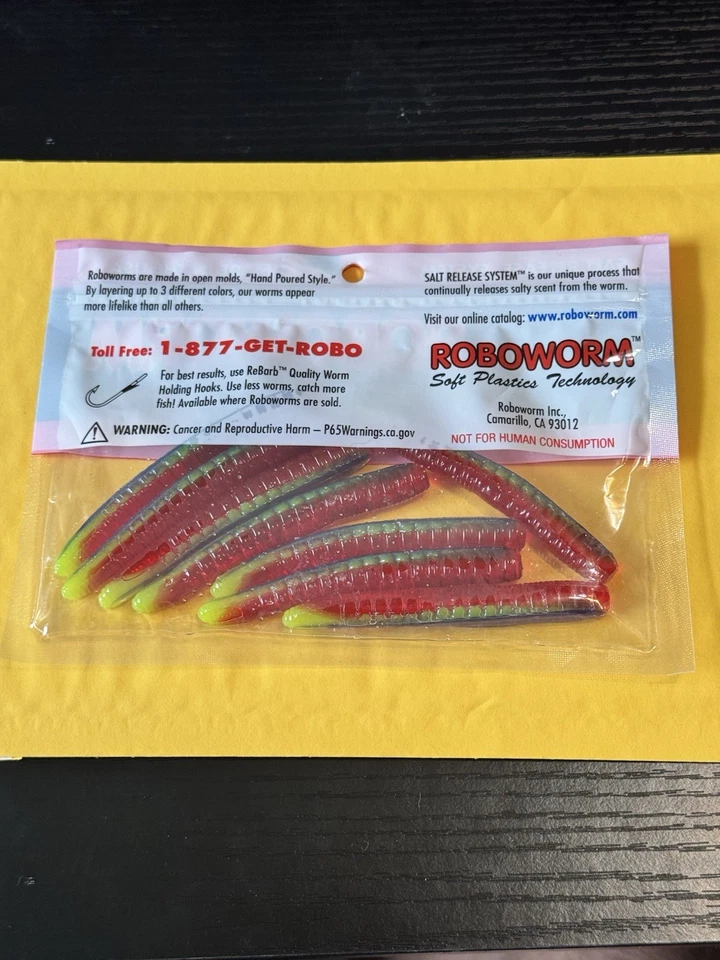 Roboworms are made in open molds, "Hand Poured Style."
By layering up to 3 different colors, our worms appear
more lifelike than all others.
Toll Free: 1-877-GET-ROBO
For best results, use ReBarb™ Quality Worm
Holding Hooks. Use less worms, catch more
fish! Available where Roboworms are sold.
WARNING: Cancer and Reproductive Harm — P65Warnings.ca.gov
SALT RELEASE SYSTEM™ is our unique process that
continually releases salty scent from the worm.
Visit our online catalog: www.roboworm.com
ROBOWORM™
Soft Plastics Technology
Roboworm Inc.,
Camarillo, CA 93012
NOT FOR HUMAN CONSUMPTION